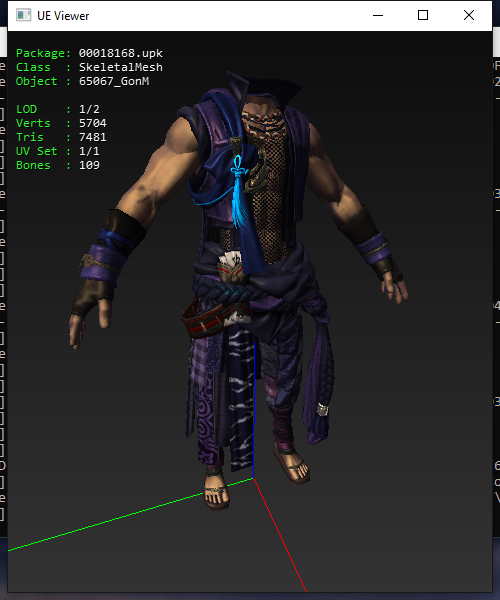 UE Viewer
Package: 00018168.upk
Class : SkeletalMesh
Object : 65067_GonM
LOD : 1/2
Verts : 5704
Tris : 7481
UV Set : 1/1
Bones : 109